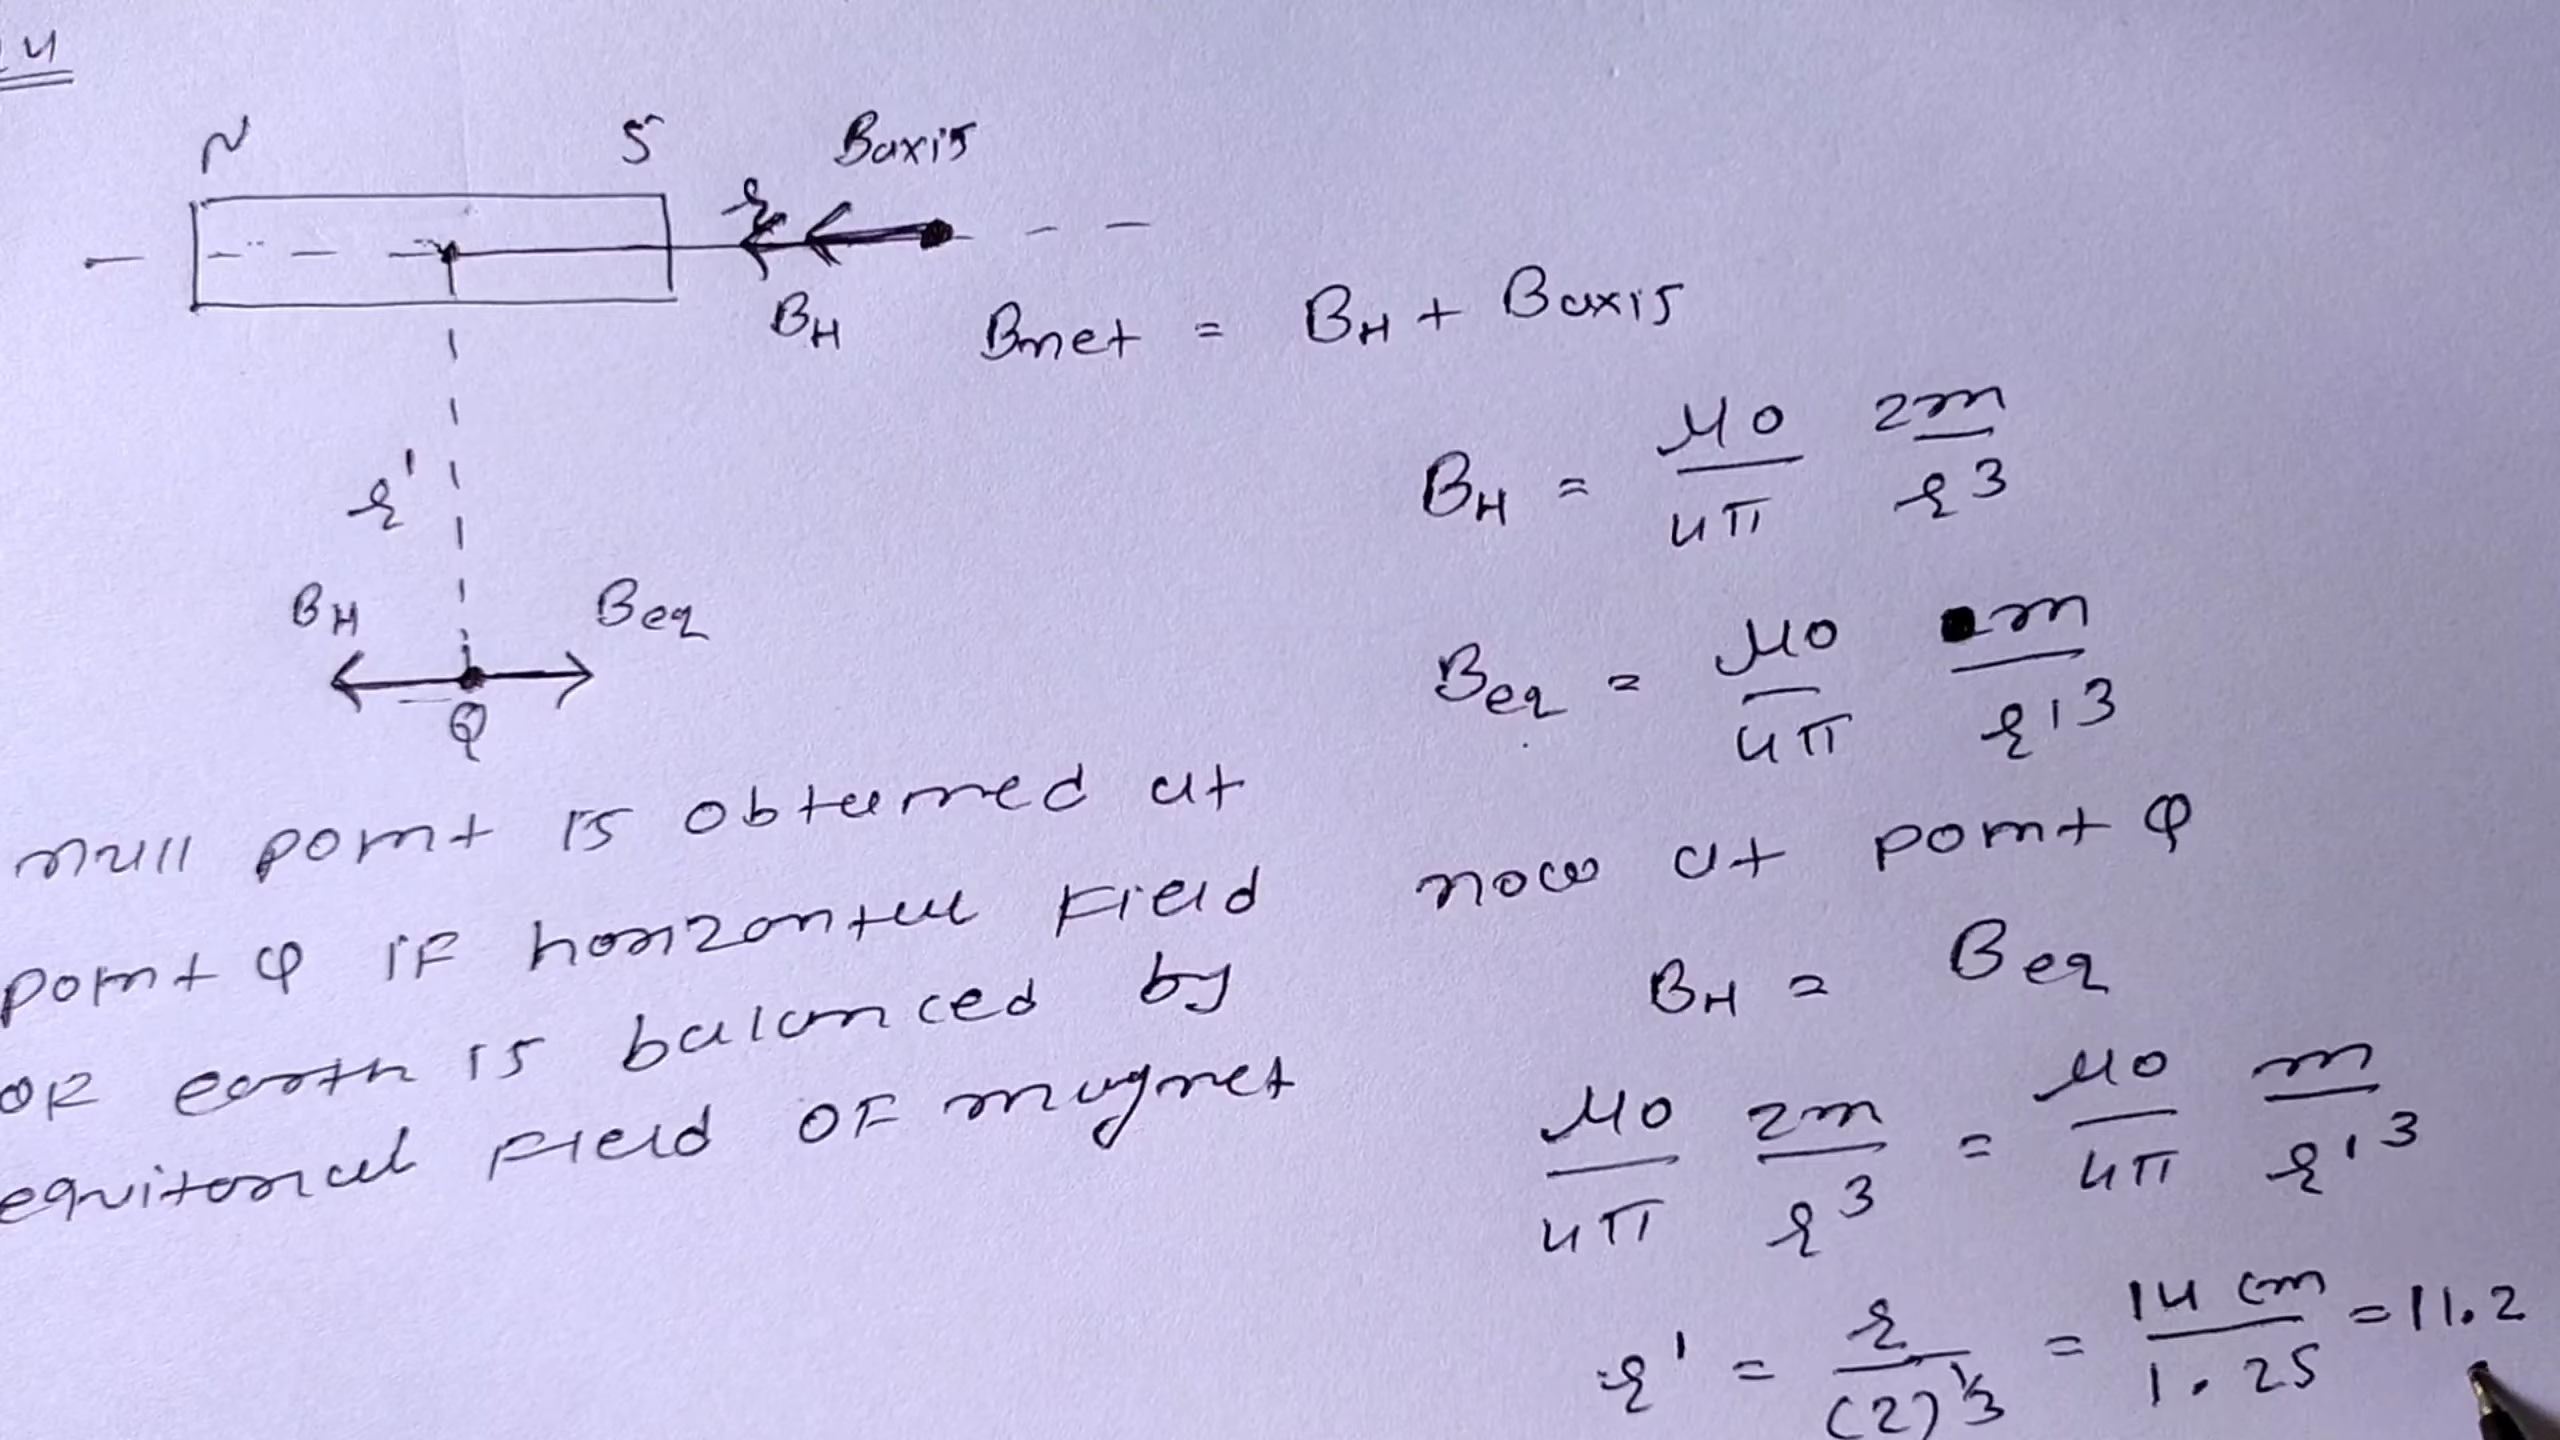 24
N S Baxis
r
BH Bnet = BH + Baxis
BH = μ0/4π 2m/r³
r'
BH Beq
Q
Beq = μ0/4π m/r'³
null point is obtained at
point Q if horizontal field
OF earth is balanced by
equitorial field OF magnet
now at point Q
BH = Beq
μ0/4π 2m/r³ = μ0/4π m/r'³
r' = r/(2)^1/3 = 14 cm/1.25 = 11.2